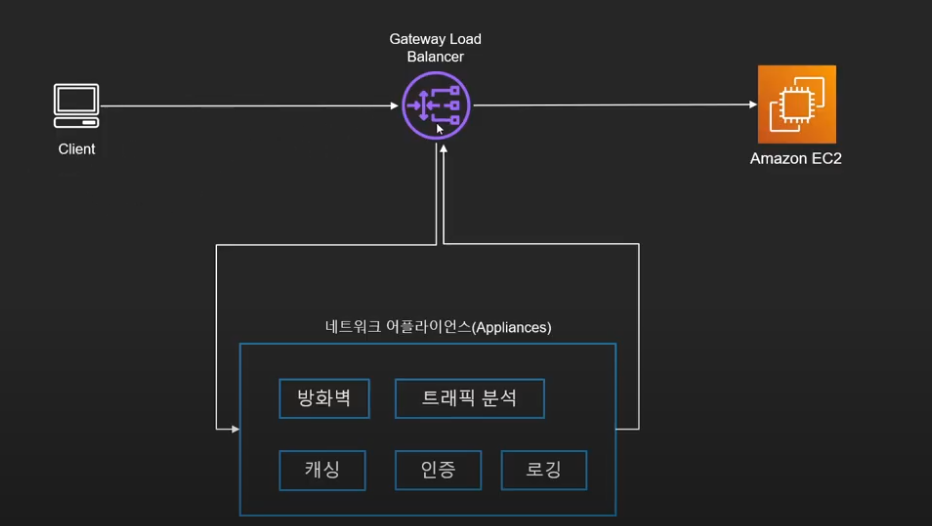 Gateway Load
Balancer
Client
Amazon EC2
네트워크 어플라이언스(Appliances)
방화벽
트래픽 분석
캐싱
인증
로깅